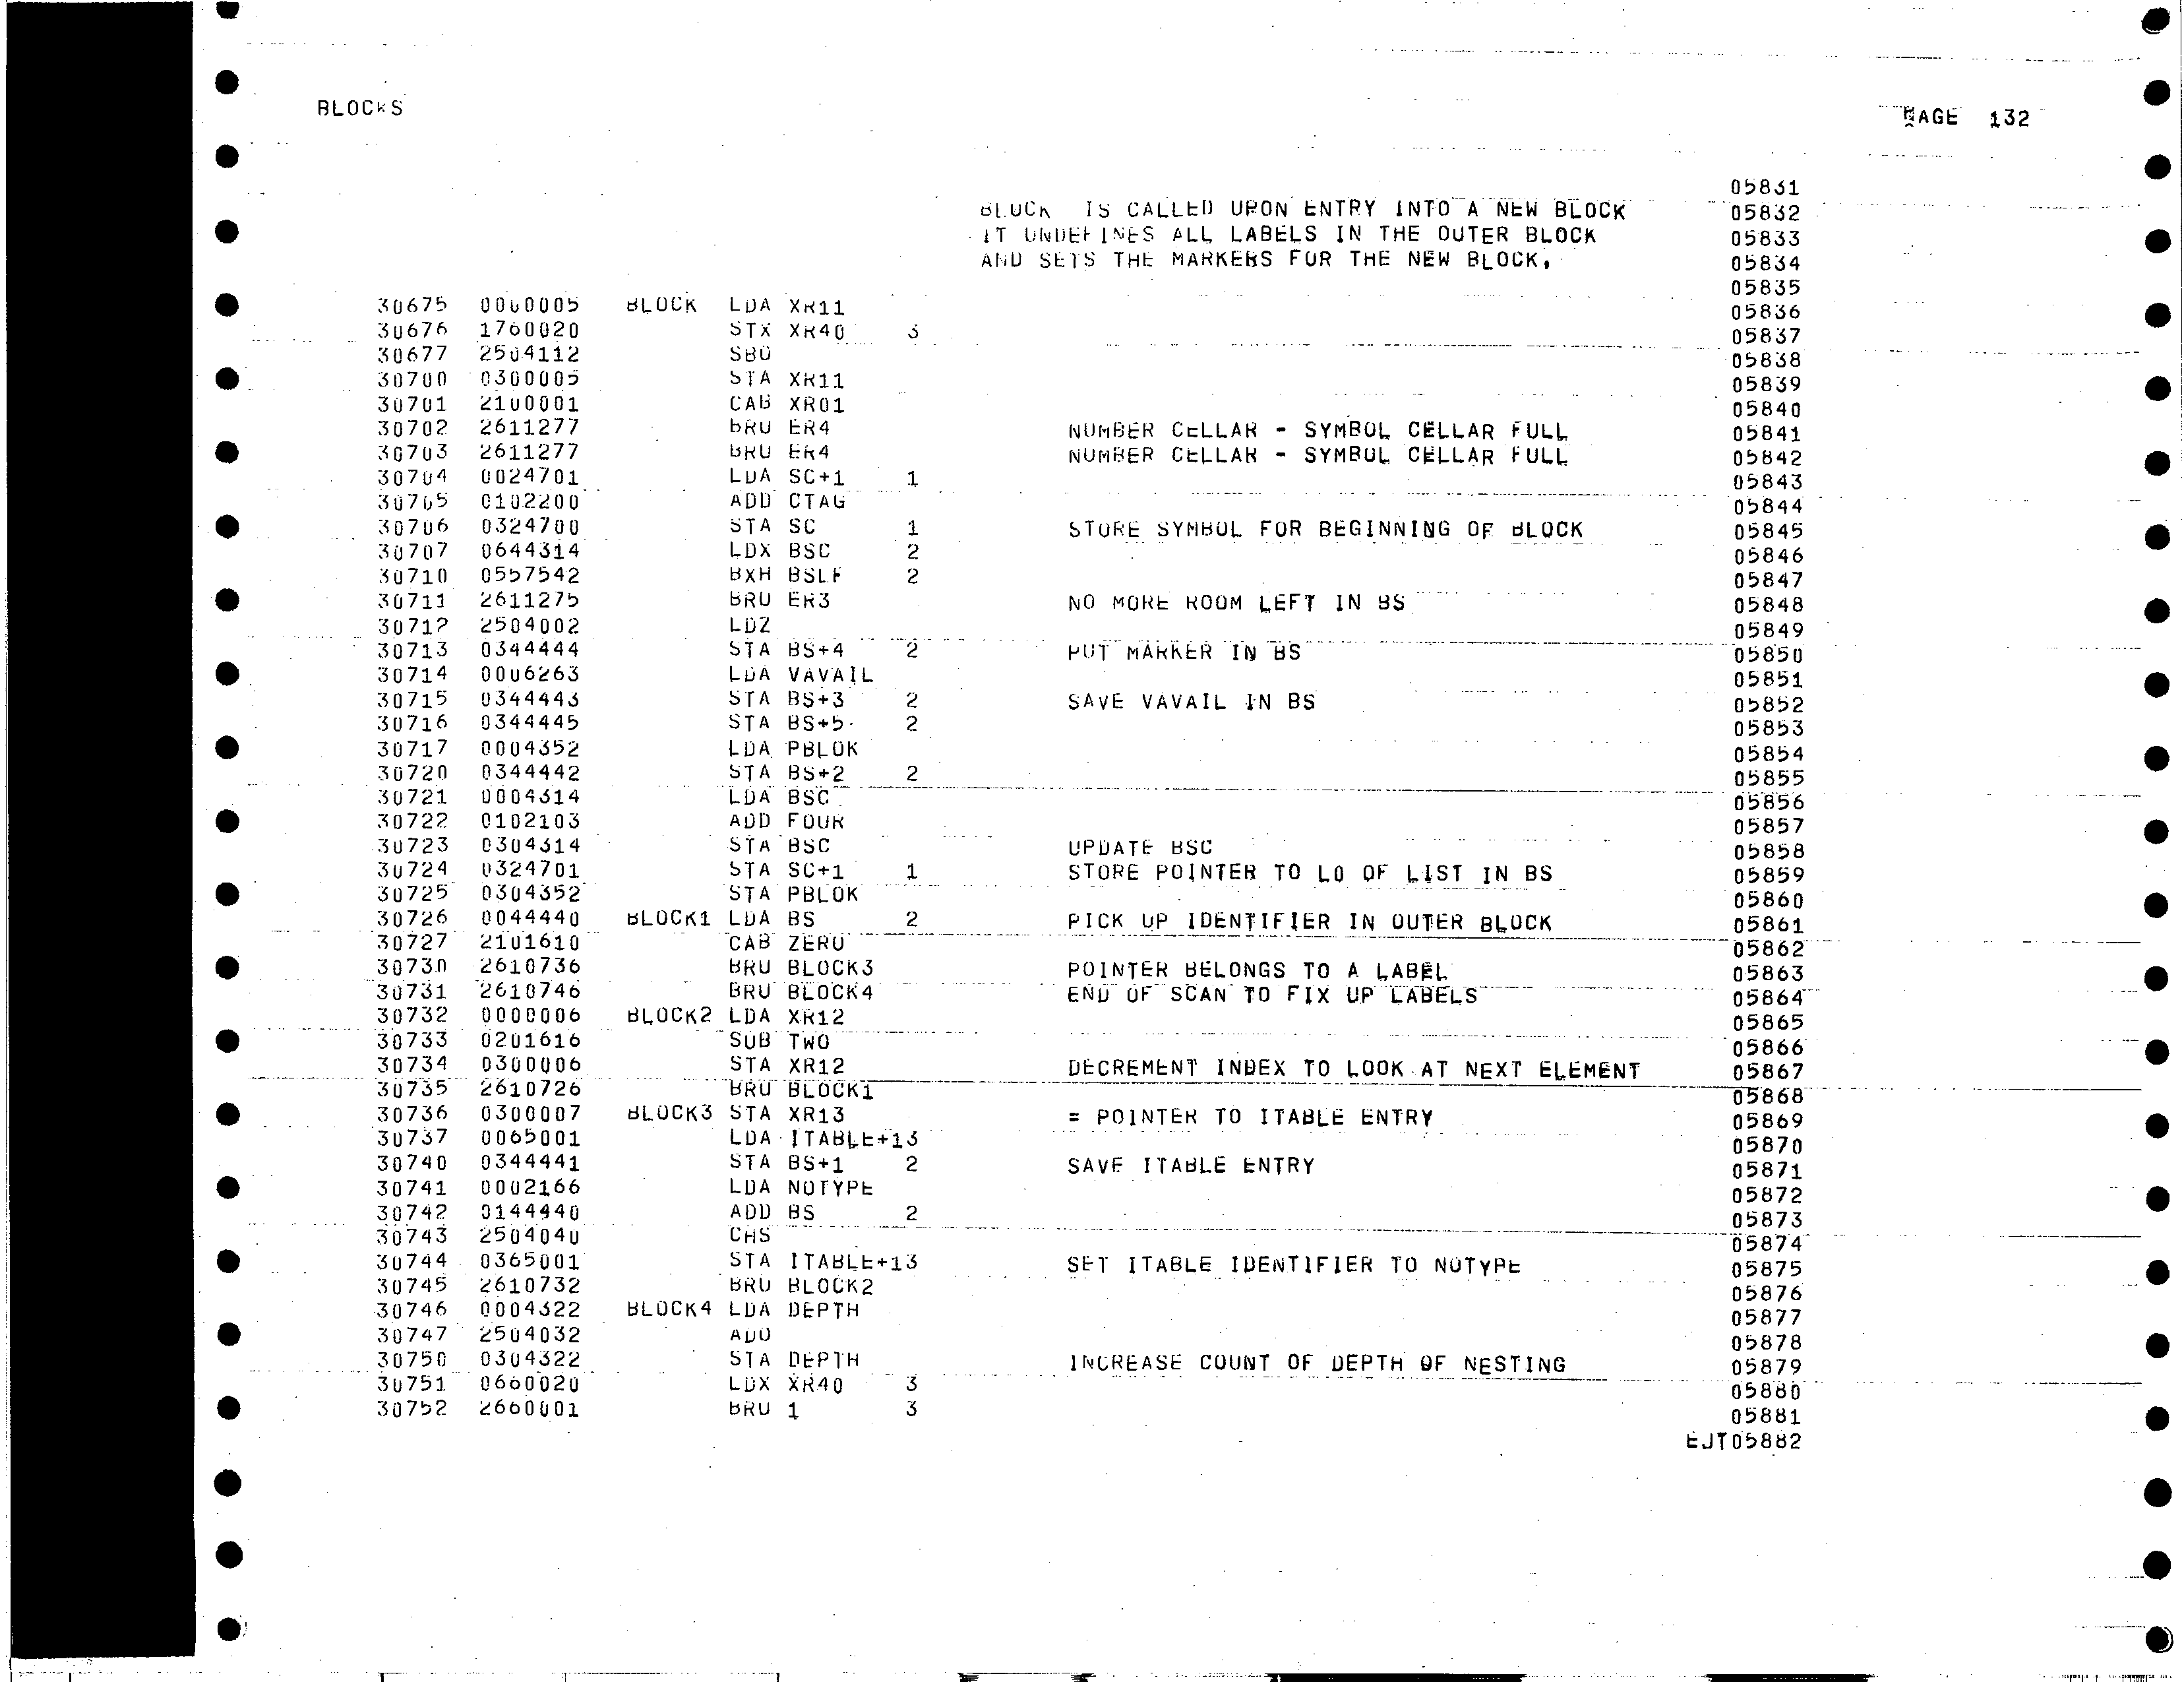 BLOCKS PAGE 132
05831
BLOCK IS CALLED UPON ENTRY INTO A NEW BLOCK 05832
IT UNDEFINES ALL LABELS IN THE OUTER BLOCK 05833
AND SETS THE MARKERS FOR THE NEW BLOCK. 05834
05835
30675 0000005 BLOCK LDA XR11 05836
30676 1760020 STX XR40 3 05837
30677 2504112 SBO 05838
30700 0300005 STA XR11 05839
30701 2100001 CAB XR01 05840
30702 2611277 BRU ER4 NUMBER CELLAR - SYMBOL CELLAR FULL 05841
30703 2611277 BRU ER4 NUMBER CELLAR - SYMBOL CELLAR FULL 05842
30704 0024701 LDA SC+1 1 05843
30705 0102200 ADD CTAG 05844
30706 0324700 STA SC 1 STORE SYMBOL FOR BEGINNING OF BLOCK 05845
30707 0644314 LDX BSC 2 05846
30710 0557542 BXH BSLF 2 05847
30711 2611275 BRU ER3 NO MORE ROOM LEFT IN BS 05848
30712 2504002 LDZ 05849
30713 0344444 STA BS+4 2 PUT MARKER IN BS 05850
30714 0006263 LDA VAVAIL 05851
30715 0344443 STA BS+3 2 SAVE VAVAIL IN BS 05852
30716 0344445 STA BS+5 2 05853
30717 0004352 LDA PBLOK 05854
30720 0344442 STA BS+2 2 05855
30721 0004314 LDA BSC 05856
30722 0102103 ADD FOUR 05857
30723 0304314 STA BSC UPDATE BSC 05858
30724 0324701 STA SC+1 1 STORE POINTER TO LO OF LIST IN BS 05859
30725 0304352 STA PBLOK 05860
30726 0044440 BLOCK1 LDA BS 2 PICK UP IDENTIFIER IN OUTER BLOCK 05861
30727 2101610 CAB ZERO 05862
30730 2610736 BRU BLOCK3 POINTER BELONGS TO A LABEL 05863
30731 2610746 BRU BLOCK4 END OF SCAN TO FIX UP LABELS 05864
30732 0000006 BLOCK2 LDA XR12 05865
30733 0201616 SUB TWO 05866
30734 0300006 STA XR12 DECREMENT INDEX TO LOOK AT NEXT ELEMENT 05867
30735 2610726 BRU BLOCK1 05868
30736 0300007 BLOCK3 STA XR13 = POINTER TO ITABLE ENTRY 05869
30737 0065001 LDA ITABLE+13 05870
30740 0344441 STA BS+1 2 SAVE ITABLE ENTRY 05871
30741 0002166 LDA NOTYPE 05872
30742 0144440 ADD BS 2 05873
30743 2504040 CHS 05874
30744 0365001 STA ITABLE+13 SET ITABLE IDENTIFIER TO NOTYPE 05875
30745 2610732 BRU BLOCK2 05876
30746 0004322 BLOCK4 LDA DEPTH 05877
30747 2504032 ADO 05878
30750 0304322 STA DEPTH INCREASE COUNT OF DEPTH OF NESTING 05879
30751 0660020 LDX XR40 3 05880
30752 2660001 BRU 1 3 05881
EJT05882